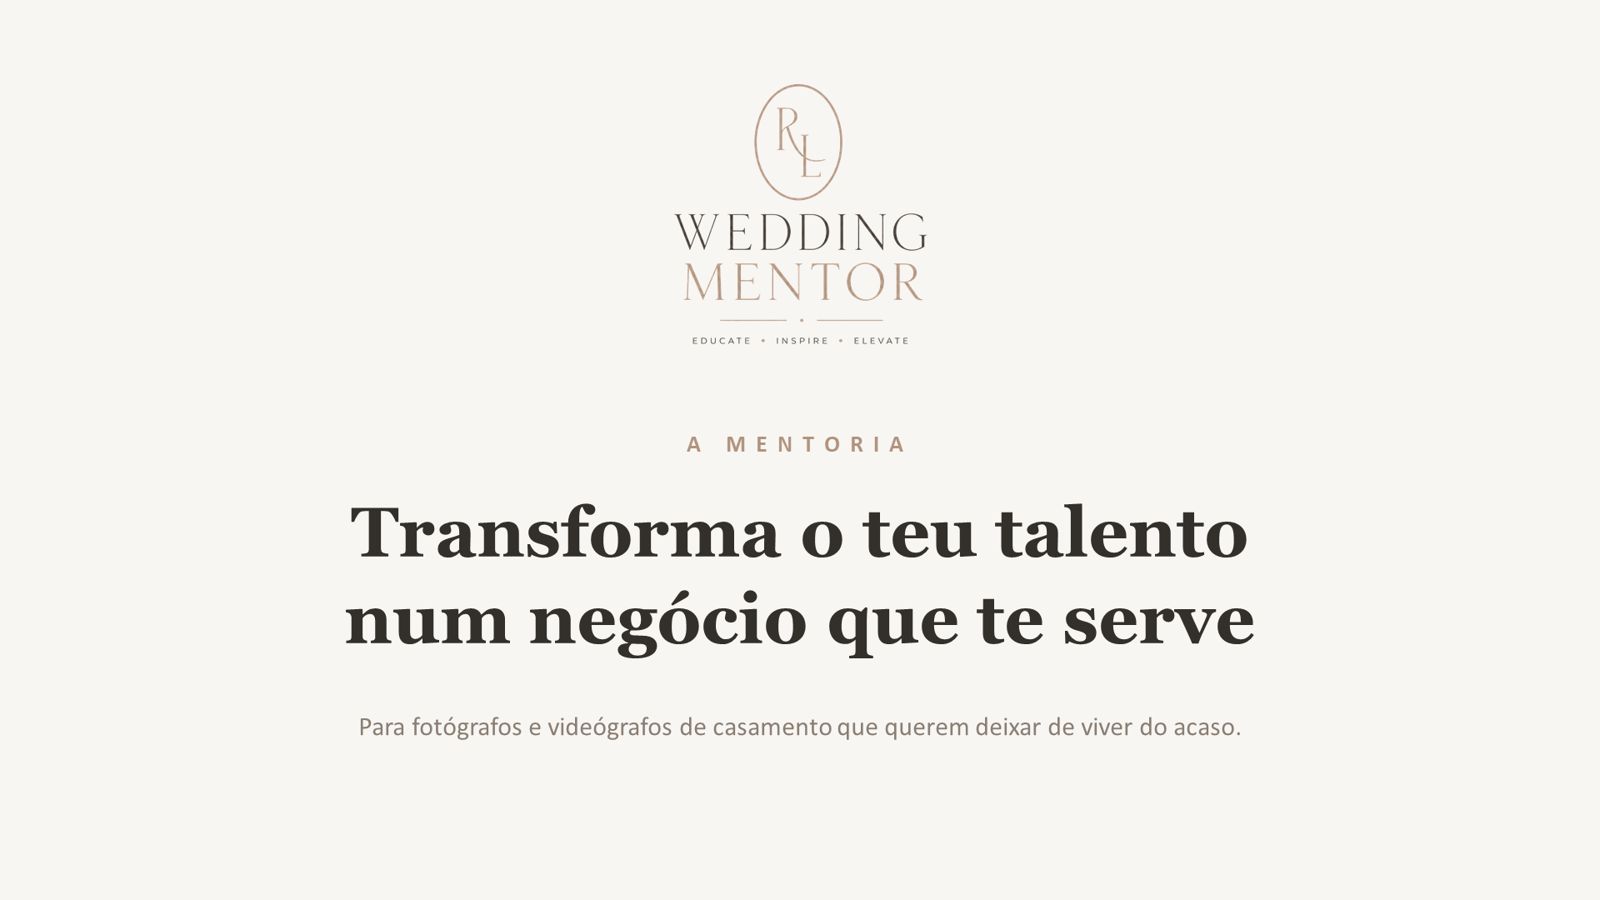 RL
WEDDING
MENTOR
EDUCATE • INSPIRE • ELEVATE
A MENTORIA
Transforma o teu talento
num negócio que te serve
Para fotógrafos e videógrafos de casamento que querem deixar de viver do acaso.